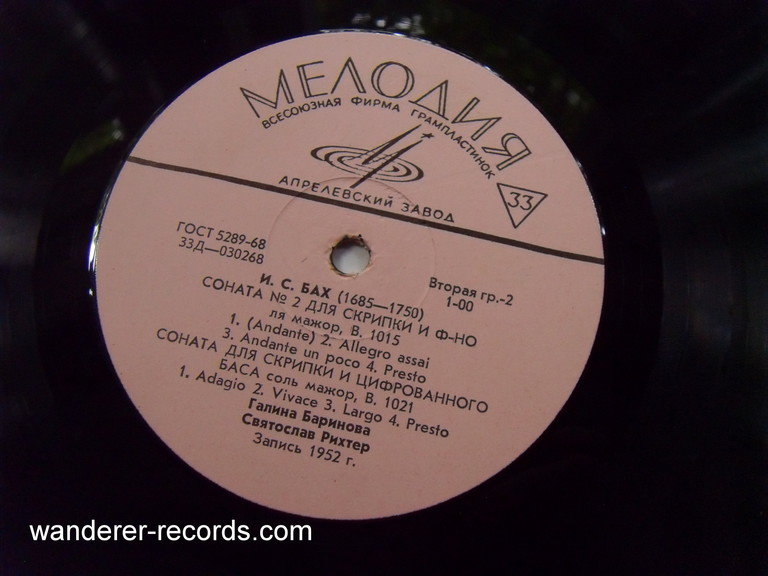 МЕЛОДИЯ
ВСЕСОЮЗНАЯ ФИРМА ГРАМПЛАСТИНОК
33
АПРЕЛЕВСКИЙ ЗАВОД
ГОСТ 5289-68
33Д—030268
Вторая гр.-2
1-00
И. С. БАХ (1685—1750)
СОНАТА № 2 ДЛЯ СКРИПКИ И Ф-НО
ля мажор, В. 1015
1. (Andante) 2. Allegro assai
3. Andante un poco 4. Presto
СОНАТА ДЛЯ СКРИПКИ И ЦИФРОВАННОГО
БАСА соль мажор, В. 1021
1. Adagio 2. Vivace 3. Largo 4. Presto
Галина Баринова
Святослав Рихтер
Запись 1952 г.
wanderer-records.com